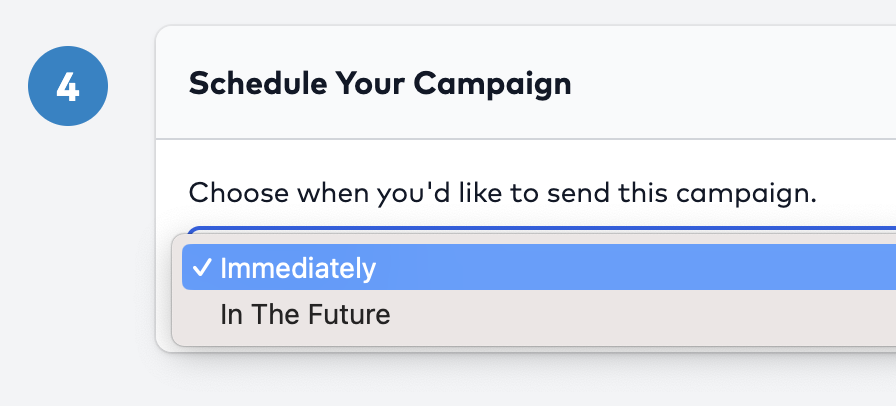 4
Schedule Your Campaign
Choose when you'd like to send this campaign.
✓ Immediately
In The Future